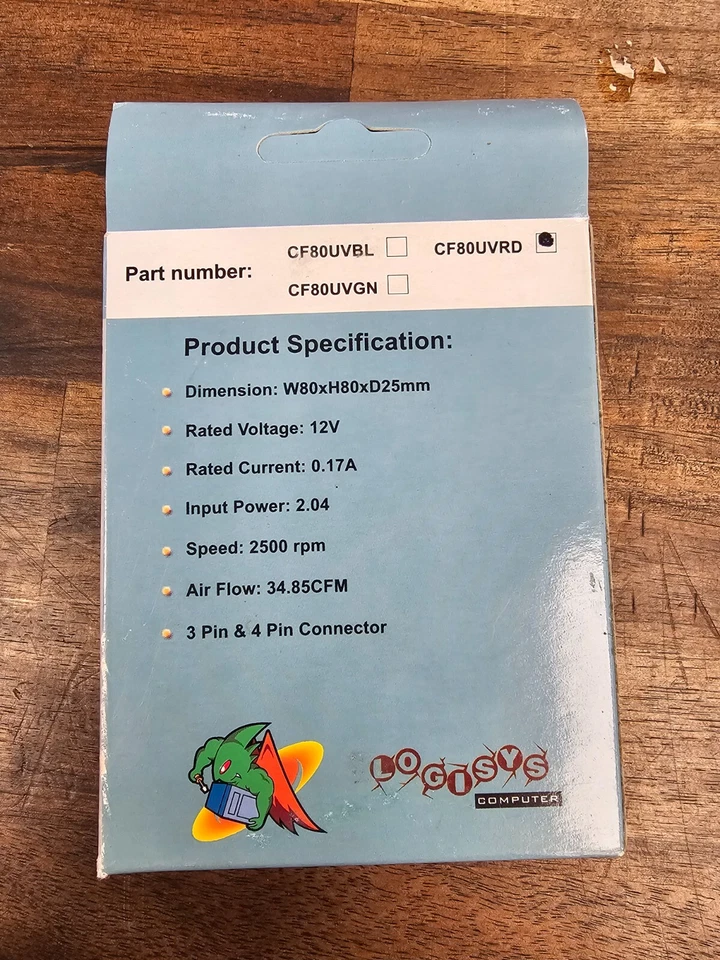 Part number: CF80UVBL CF80UVRD
CF80UVGN
Product Specification:
Dimension: W80xH80xD25mm
Rated Voltage: 12V
Rated Current: 0.17A
Input Power: 2.04
Speed: 2500 rpm
Air Flow: 34.85CFM
3 Pin & 4 Pin Connector
LOGISYS
COMPUTER